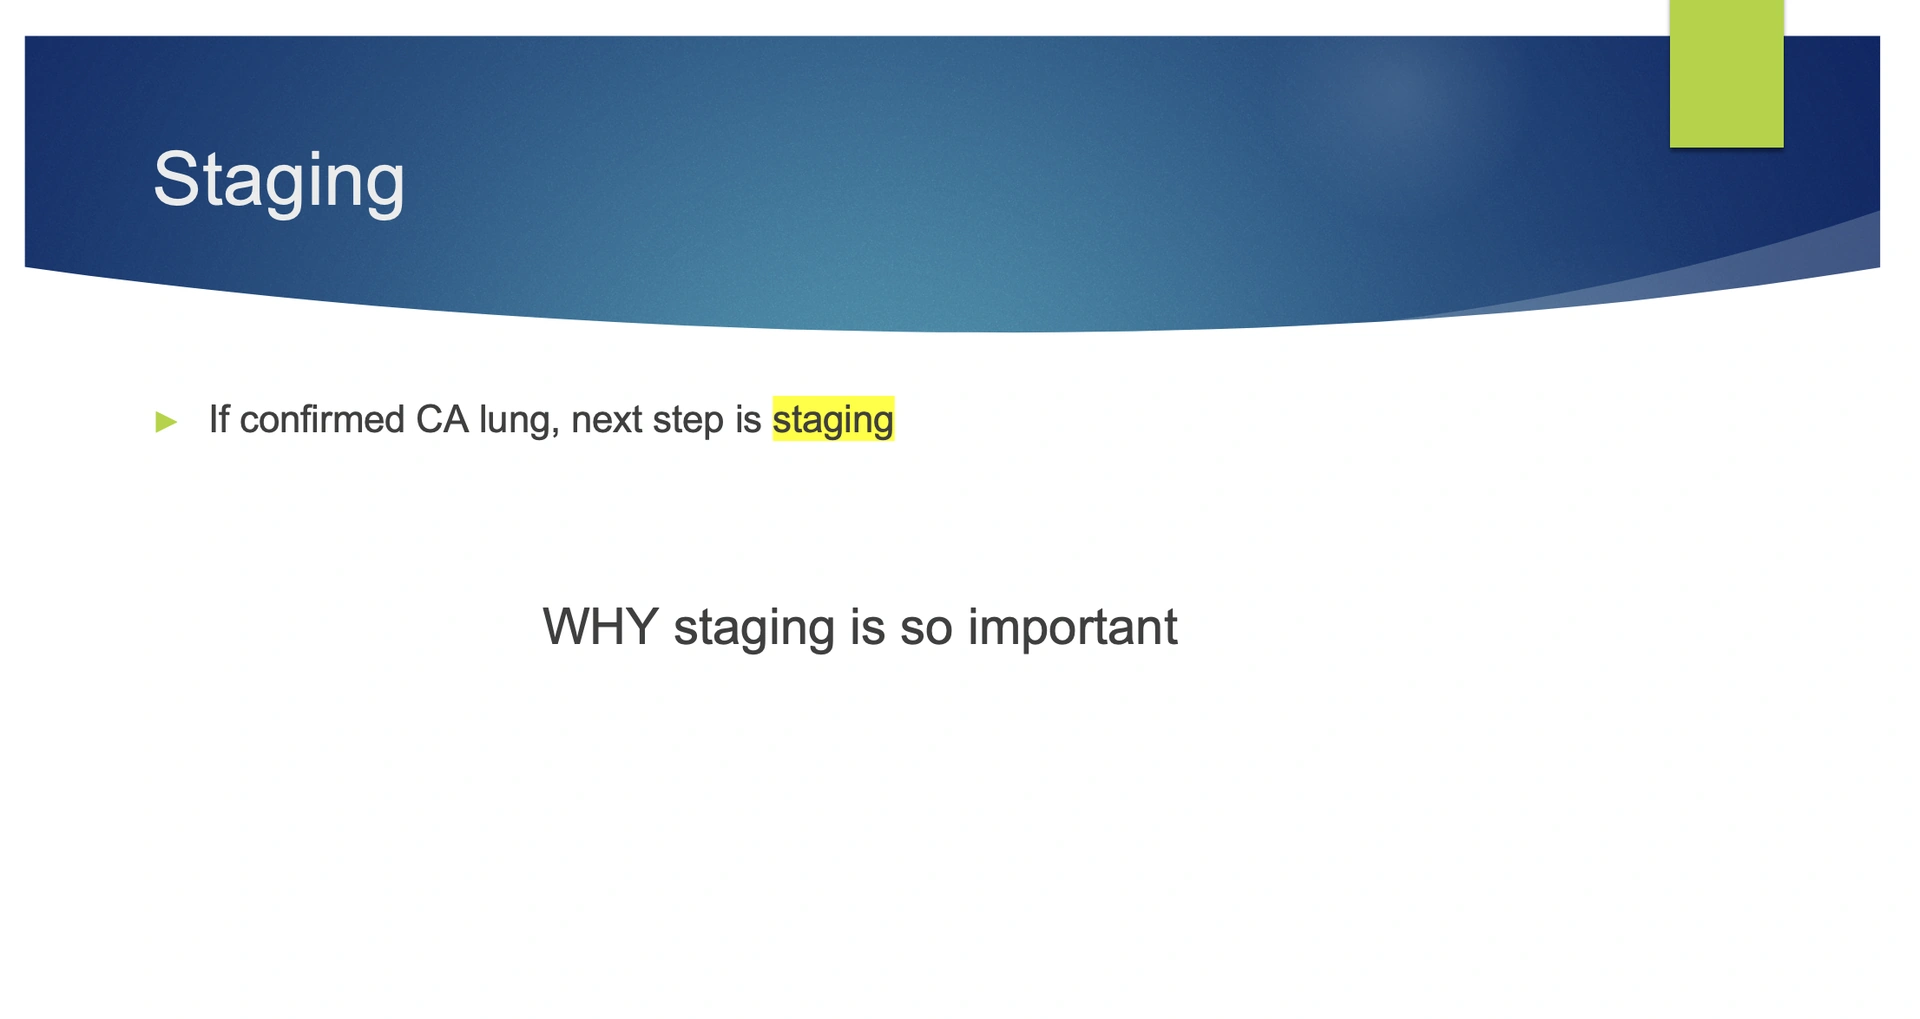 Staging
If confirmed CA lung, next step is staging
WHY staging is so important